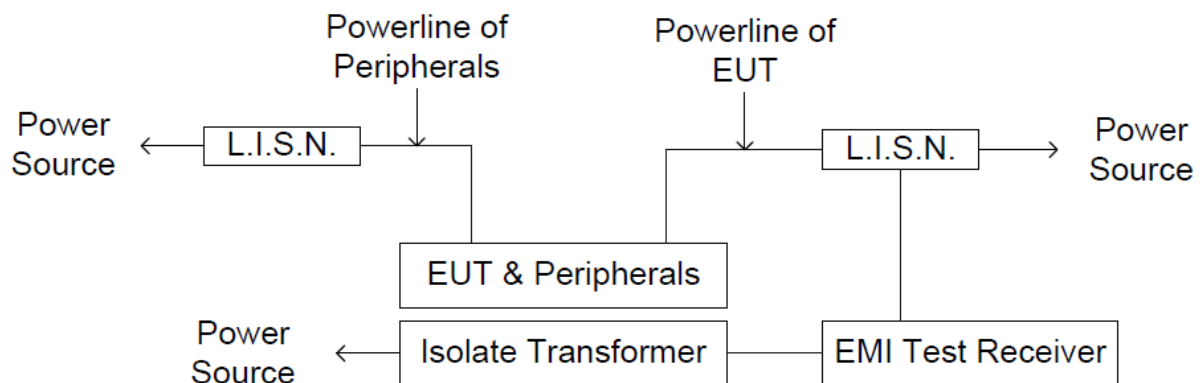 Powerline of
Peripherals
Powerline of
EUT
Power
Source
L.I.S.N.
L.I.S.N.
Power
Source
EUT & Peripherals
Power
Source
Isolate Transformer
EMI Test Receiver